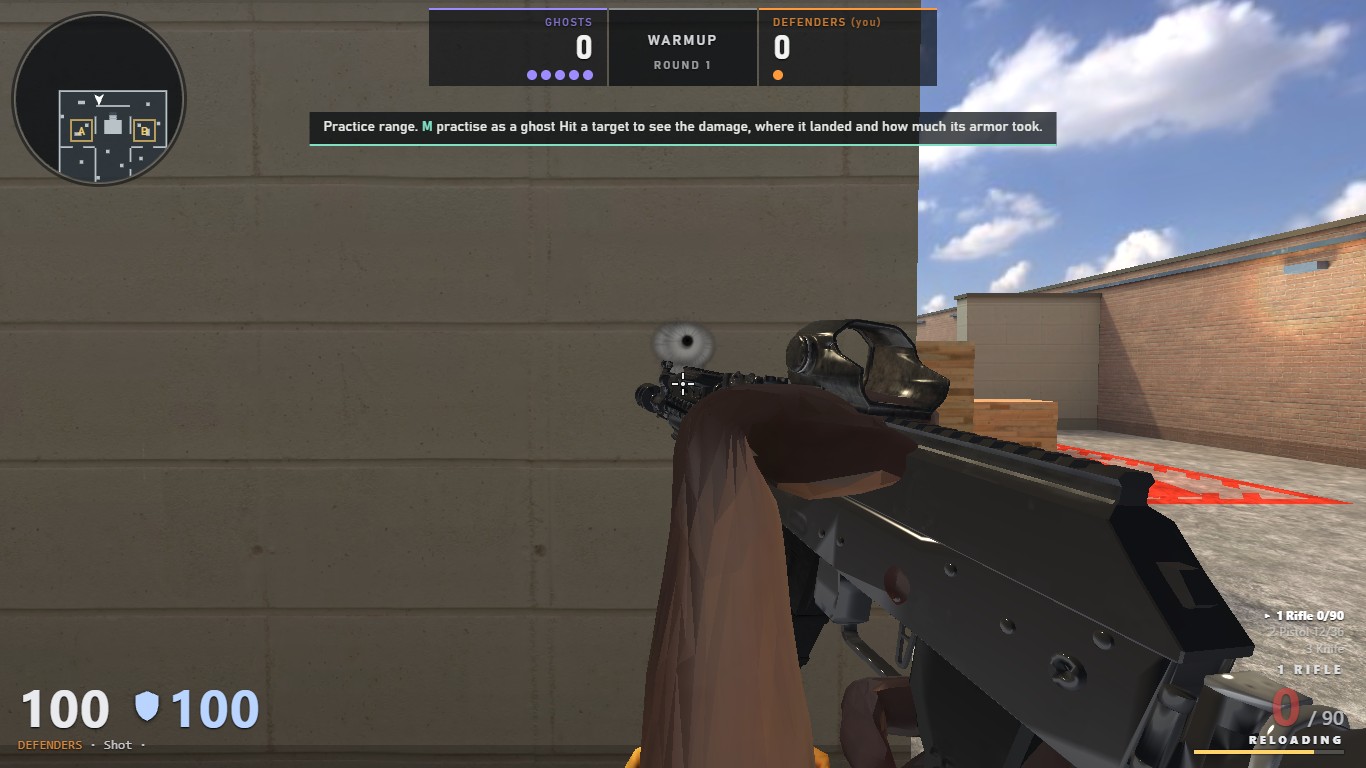 GHOSTS
0
WARMUP
ROUND 1
DEFENDERS (you)
0
A
B
Practice range. M practise as a ghost Hit a target to see the damage, where it landed and how much its armor took.
1 Rifle 0/90
2 Pistol 12/36
3 Knife
1 RIFLE
0 / 90
RELOADING
100 100
DEFENDERS · Shot ·